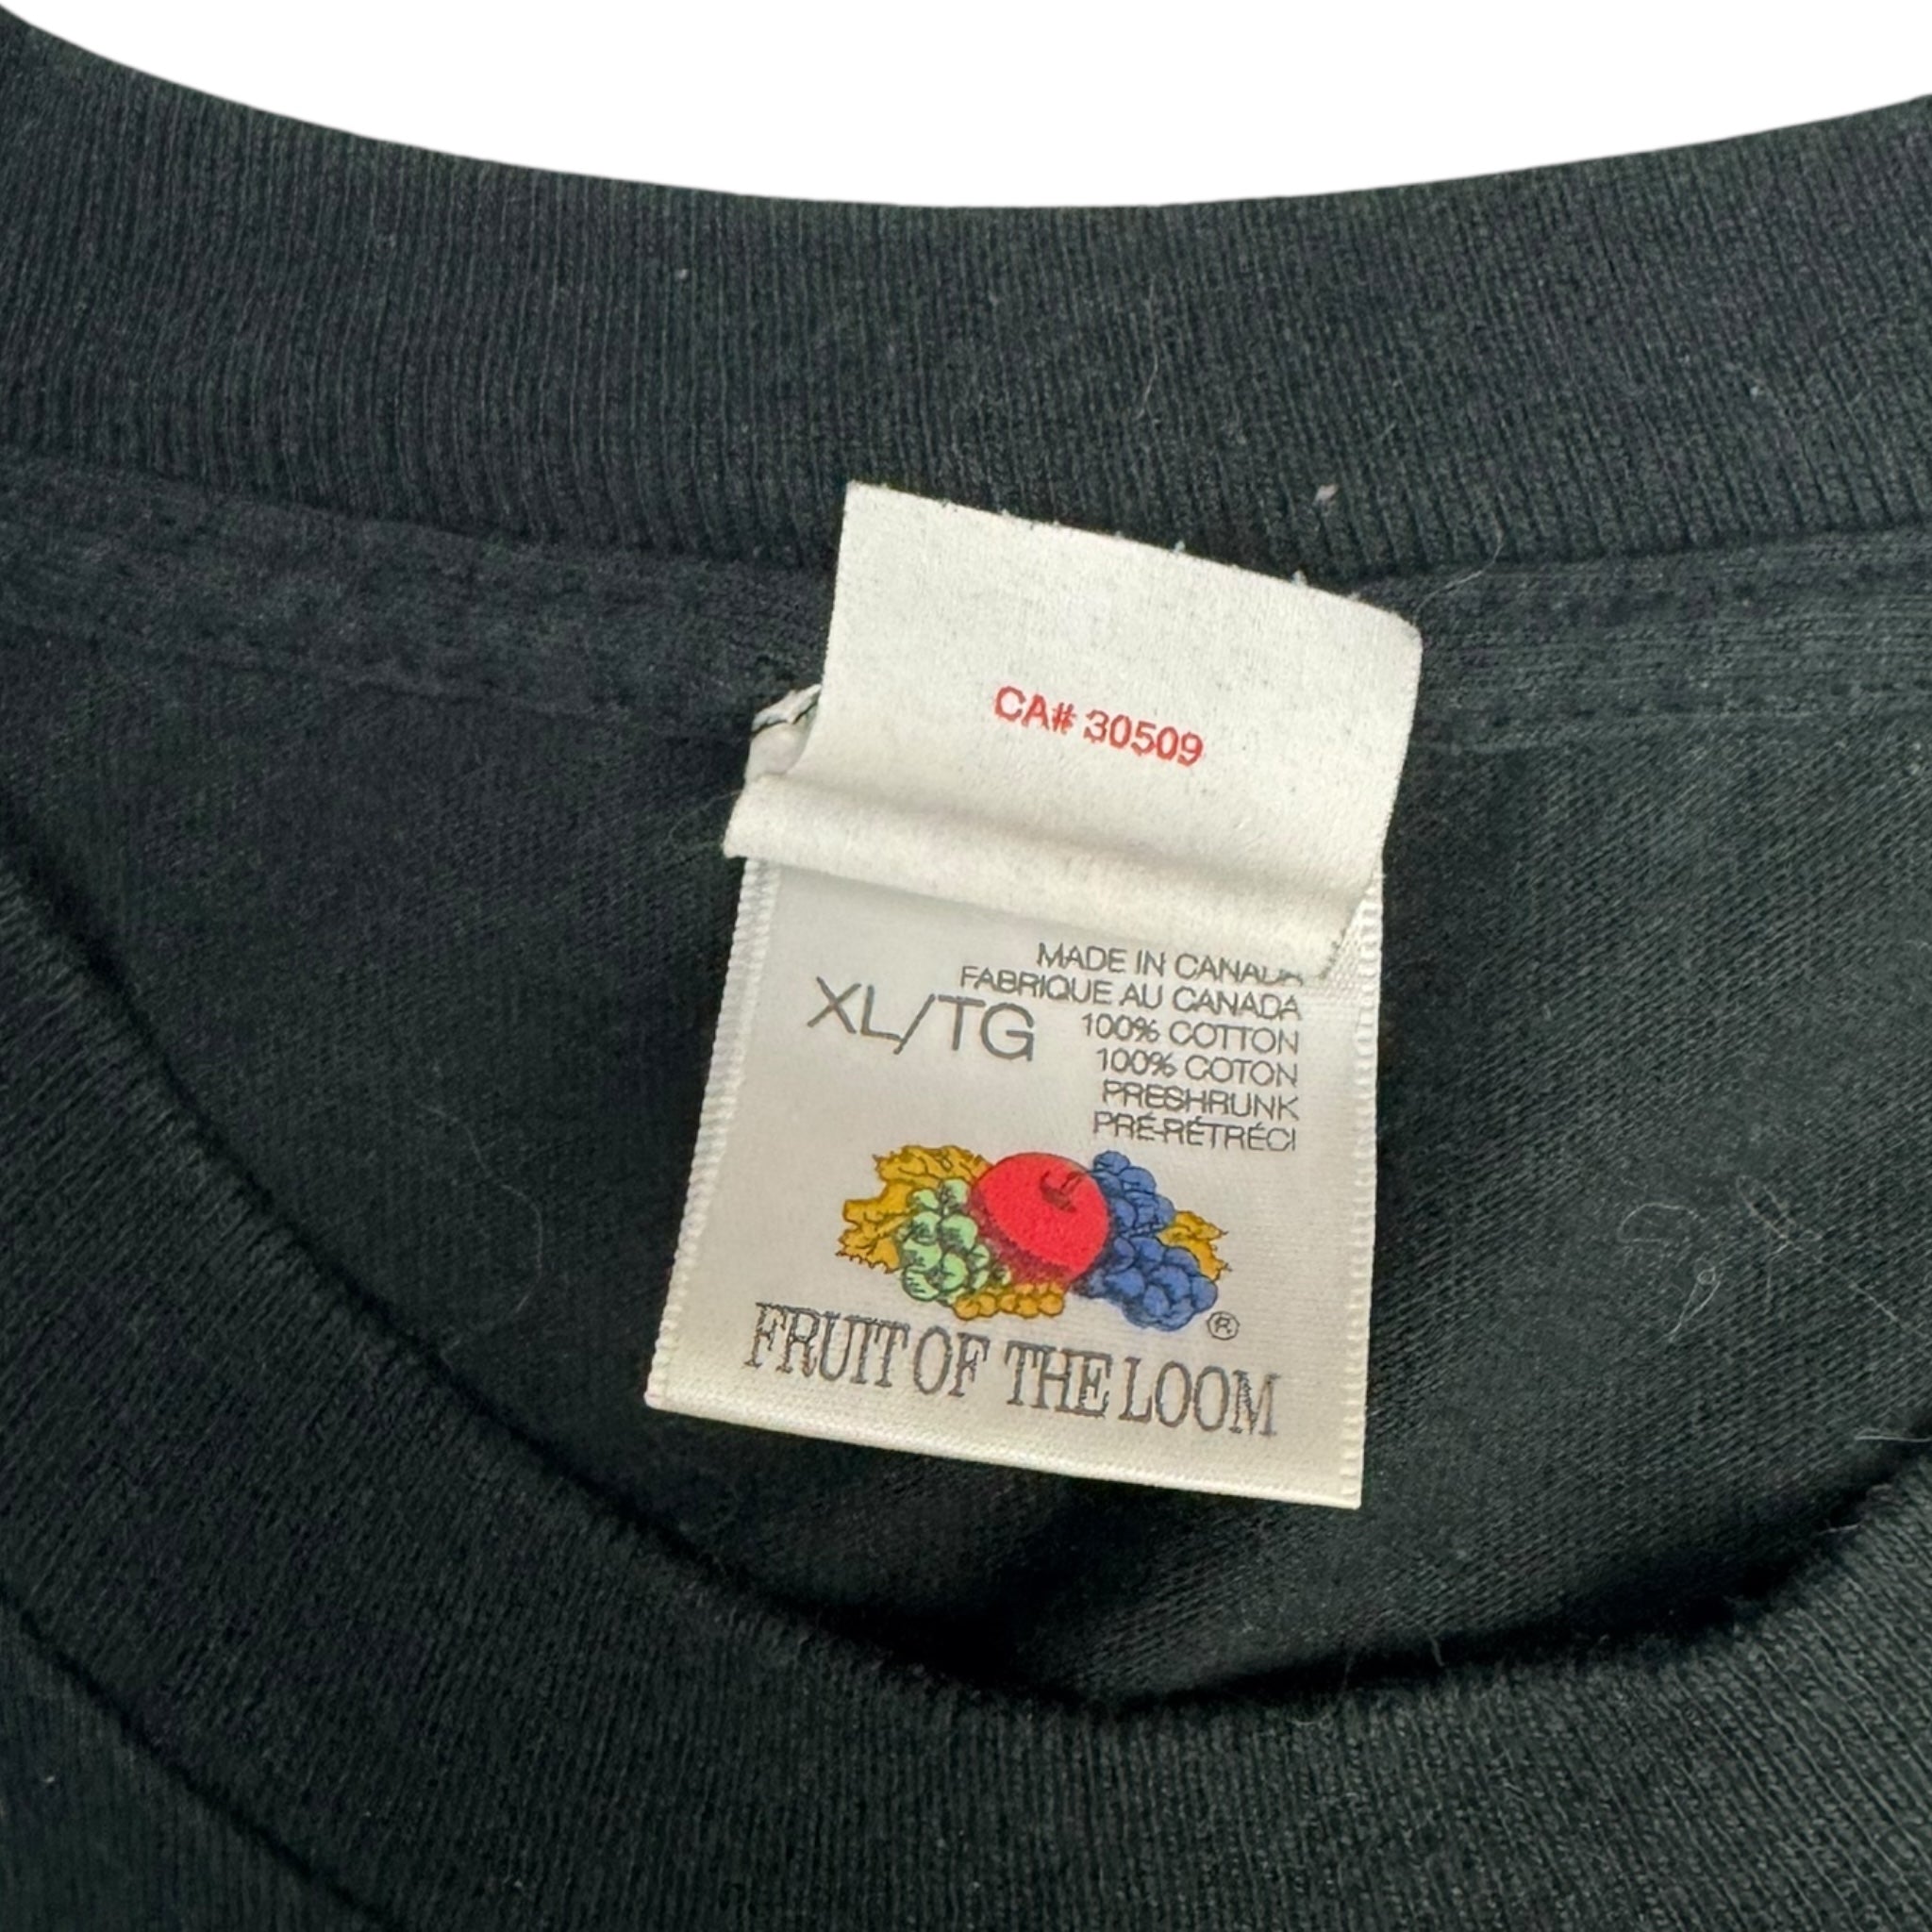 CA# 30509
MADE IN CANADA
FABRIQUE AU CANADA
XL/TG
100% COTTON
100% COTON
PRESHRUNK
PRÉ-RÉTRÉCI
®
FRUIT OF THE LOOM